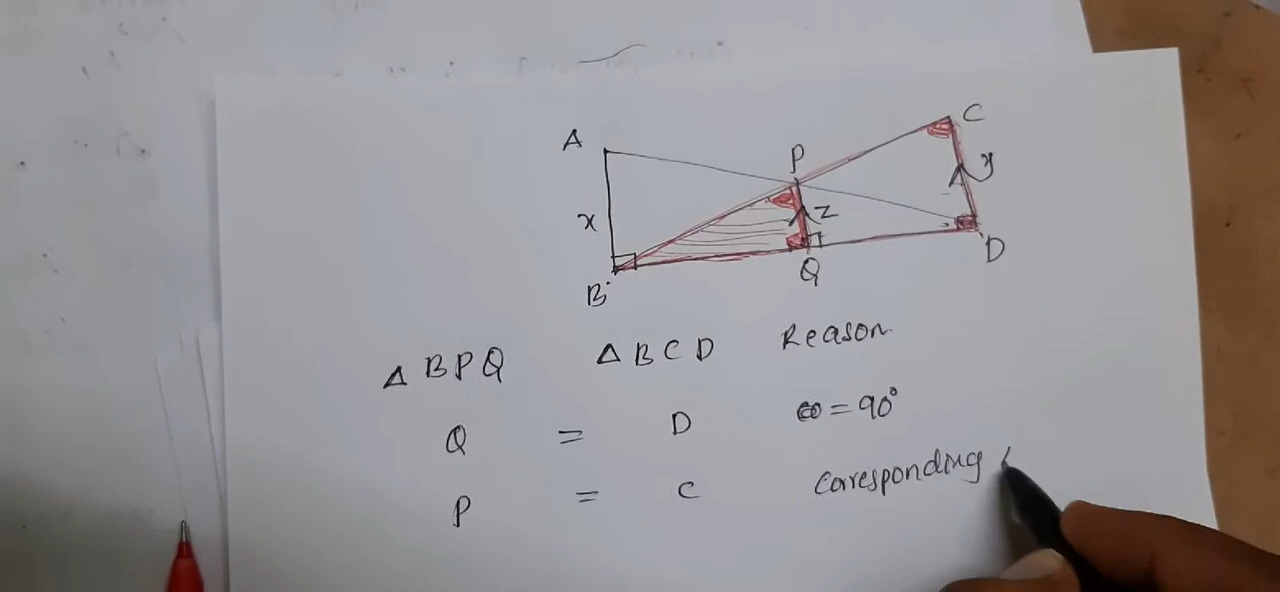 A
P
C
x
z
y
B
Q
D
Δ BPQ Δ BCD Reason
Q = D = 90°
P = C Corresponding